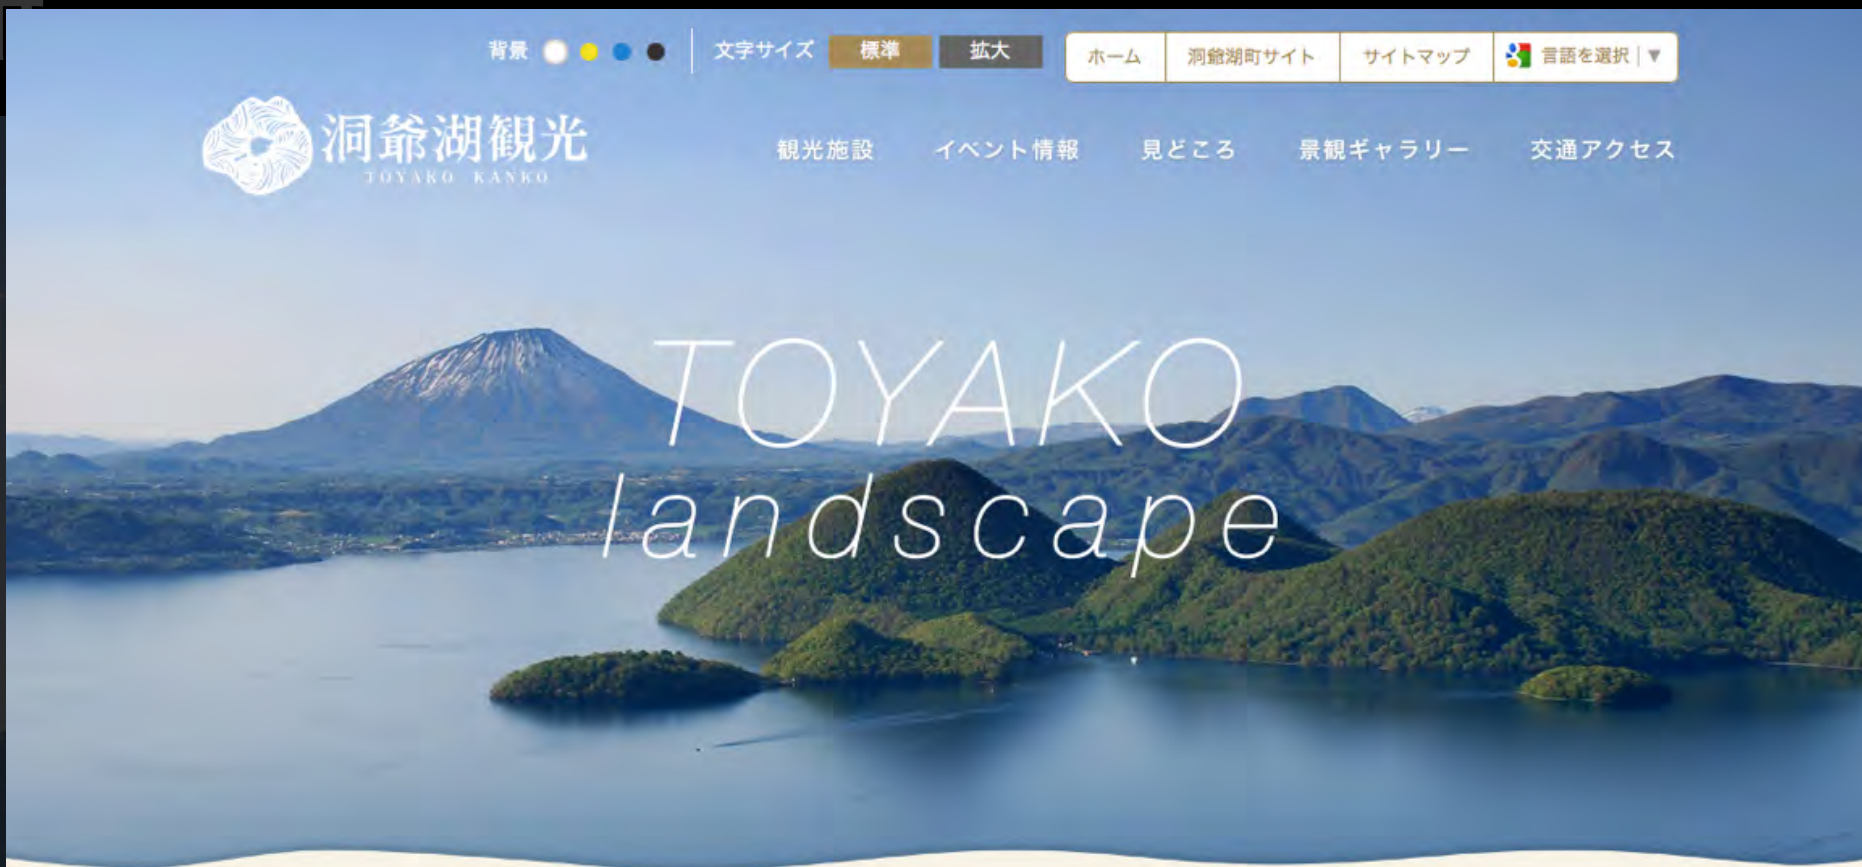 背景
文字サイズ 標準 拡大
ホーム 洞爺湖町サイト サイトマップ 言語を選択 ▼
洞爺湖観光
TOYAKO KANKO
観光施設 イベント情報 見どころ 景観ギャラリー 交通アクセス
TOYAKO
landscape